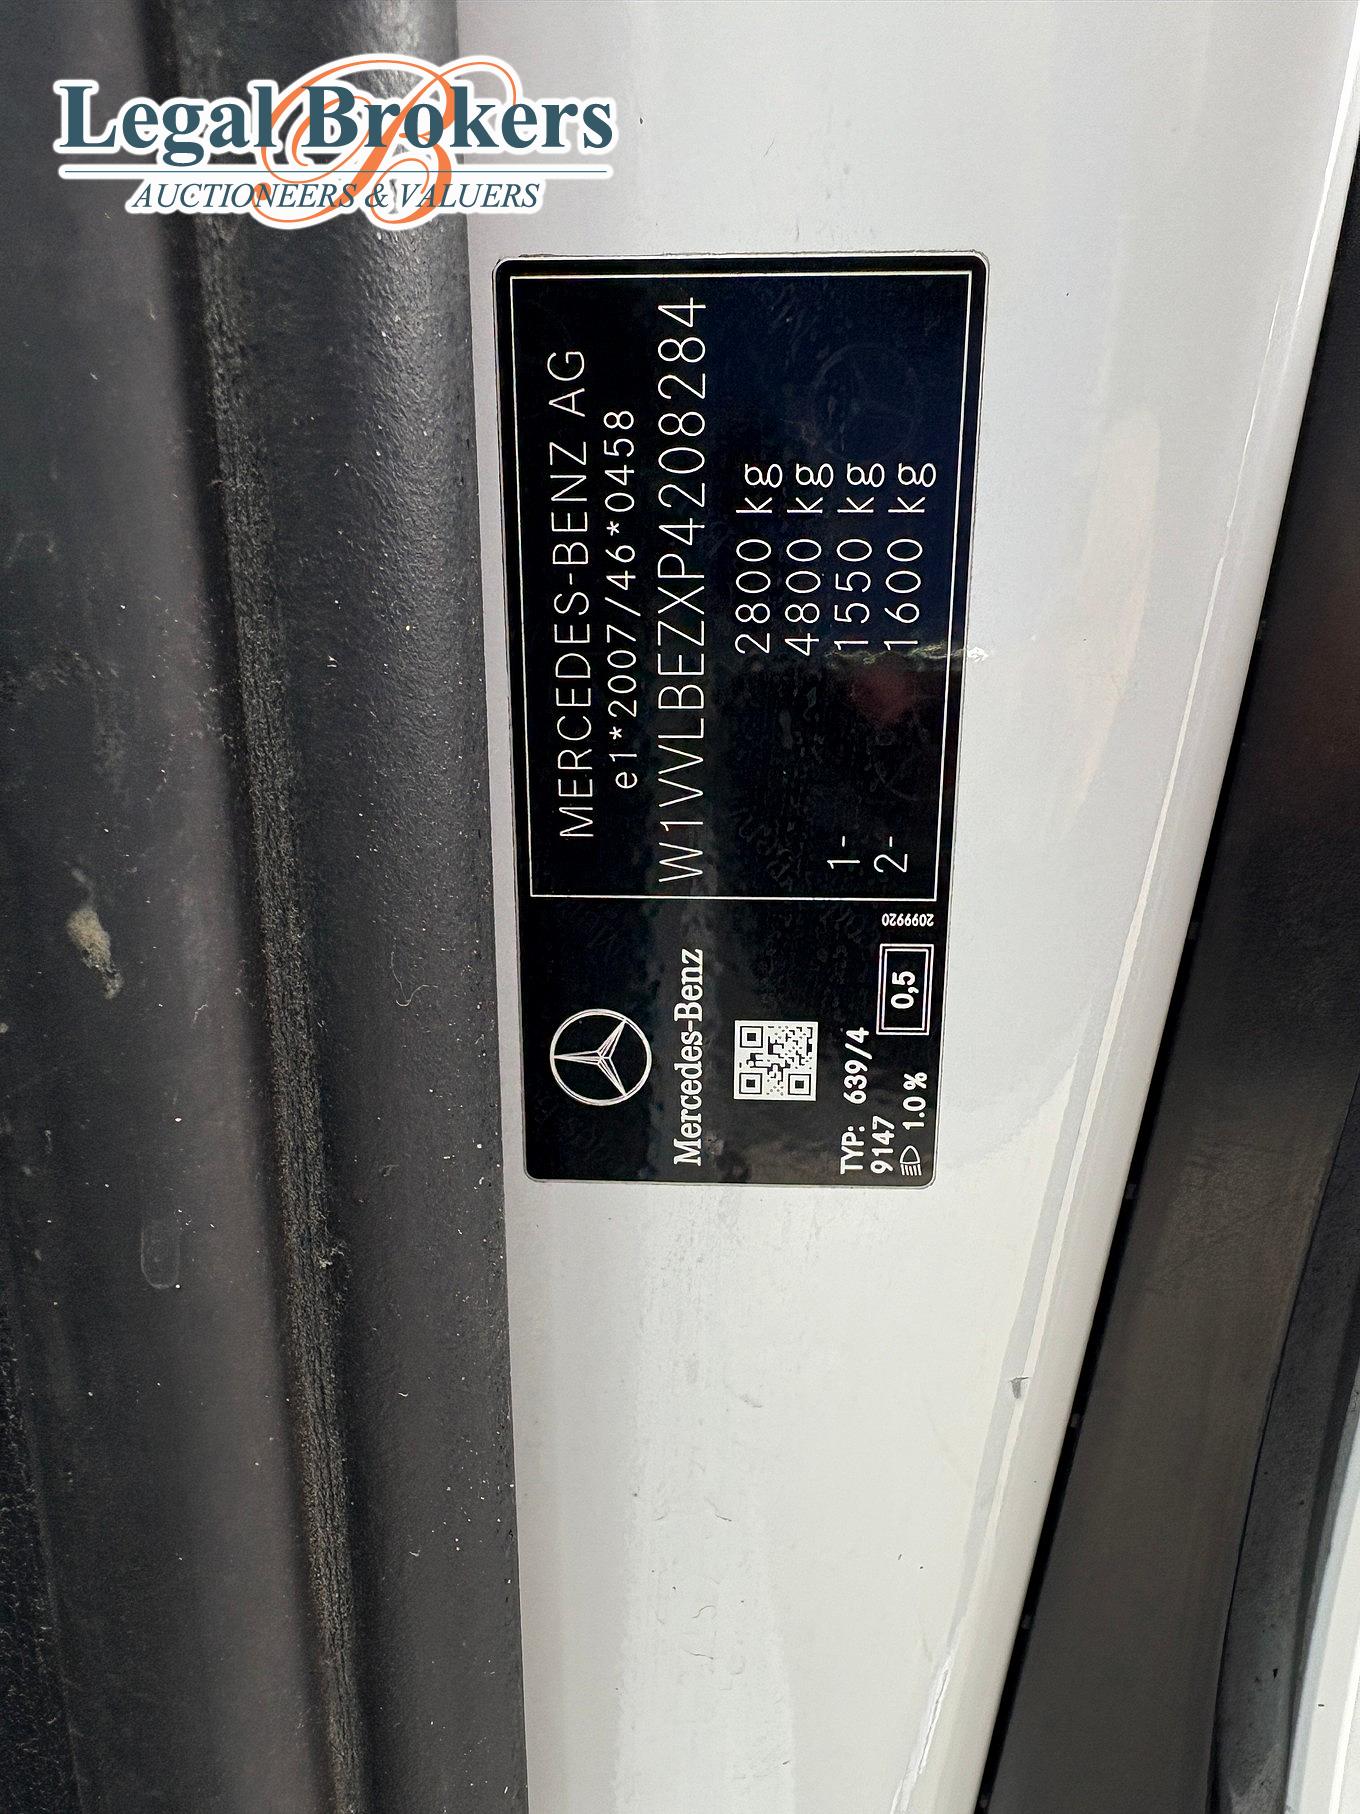 Legal Brokers
AUCTIONEERS & VALUERS
MERCEDES-BENZ AG
e1*2007/46*0458
W1VVLBEZXP4208284
2800 kg
4800 kg
1- 1550 kg
2- 1600 kg
2099920
Mercedes-Benz
TYP: 639/4
9147
1.0 %
0,5